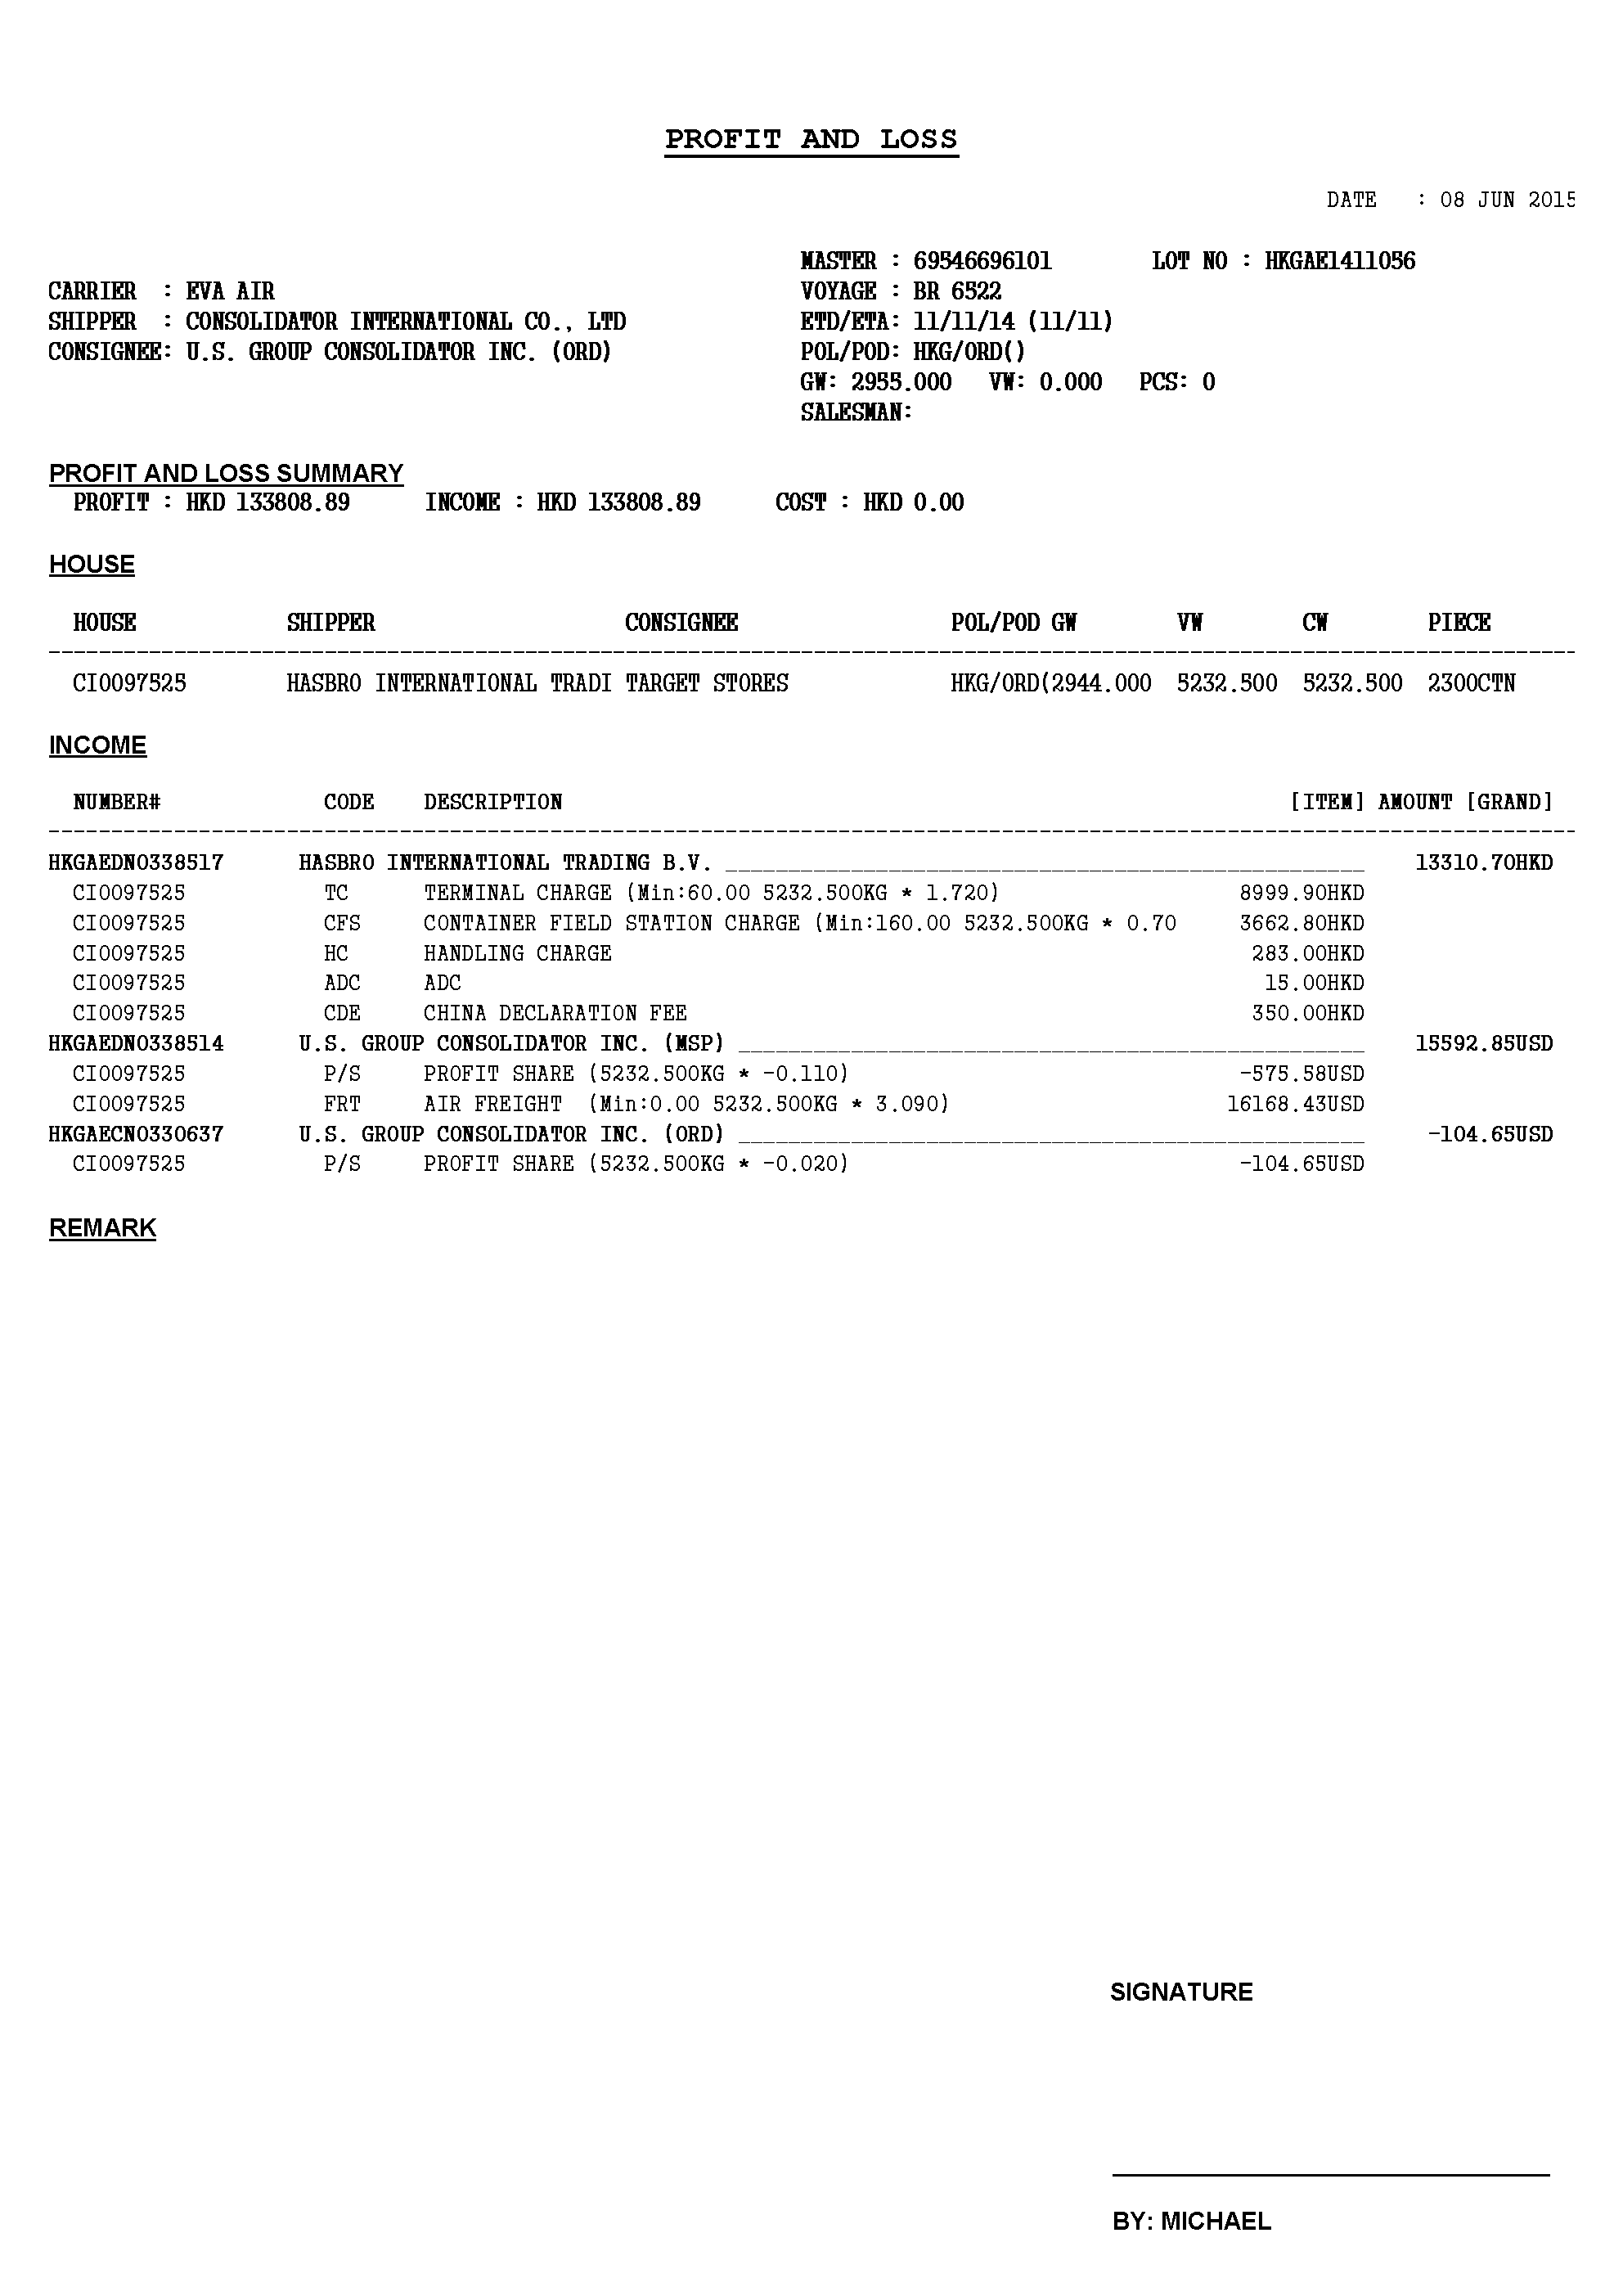 PROFIT AND LOSS
DATE : 08 JUN 2015
MASTER : 69546696101 LOT NO : HKGAE1411056
CARRIER : EVA AIR VOYAGE : BR 6522
SHIPPER : CONSOLIDATOR INTERNATIONAL CO., LTD ETD/ETA: 11/11/14 (11/11)
CONSIGNEE: U.S. GROUP CONSOLIDATOR INC. (ORD) POL/POD: HKG/ORD()
GW: 2955.000 VW: 0.000 PCS: 0
SALESMAN:
PROFIT AND LOSS SUMMARY
PROFIT : HKD 133808.89 INCOME : HKD 133808.89 COST : HKD 0.00
HOUSE
HOUSE SHIPPER CONSIGNEE POL/POD GW VW CW PIECE
CI0097525 HASBRO INTERNATIONAL TRADI TARGET STORES HKG/ORD(2944.000 5232.500 5232.500 2300CTN
INCOME
NUMBER# CODE DESCRIPTION [ITEM] AMOUNT [GRAND]
HKGAEDN0338517 HASBRO INTERNATIONAL TRADING B.V. 13310.70HKD
CI0097525 TC TERMINAL CHARGE (Min:60.00 5232.500KG * 1.720) 8999.90HKD
CI0097525 CFS CONTAINER FIELD STATION CHARGE (Min:160.00 5232.500KG * 0.70 3662.80HKD
CI0097525 HC HANDLING CHARGE 283.00HKD
CI0097525 ADC ADC 15.00HKD
CI0097525 CDE CHINA DECLARATION FEE 350.00HKD
HKGAEDN0338514 U.S. GROUP CONSOLIDATOR INC. (MSP) 15592.85USD
CI0097525 P/S PROFIT SHARE (5232.500KG * -0.110) -575.58USD
CI0097525 FRT AIR FREIGHT (Min:0.00 5232.500KG * 3.090) 16168.43USD
HKGAECN0330637 U.S. GROUP CONSOLIDATOR INC. (ORD) -104.65USD
CI0097525 P/S PROFIT SHARE (5232.500KG * -0.020) -104.65USD
REMARK
SIGNATURE
BY: MICHAEL